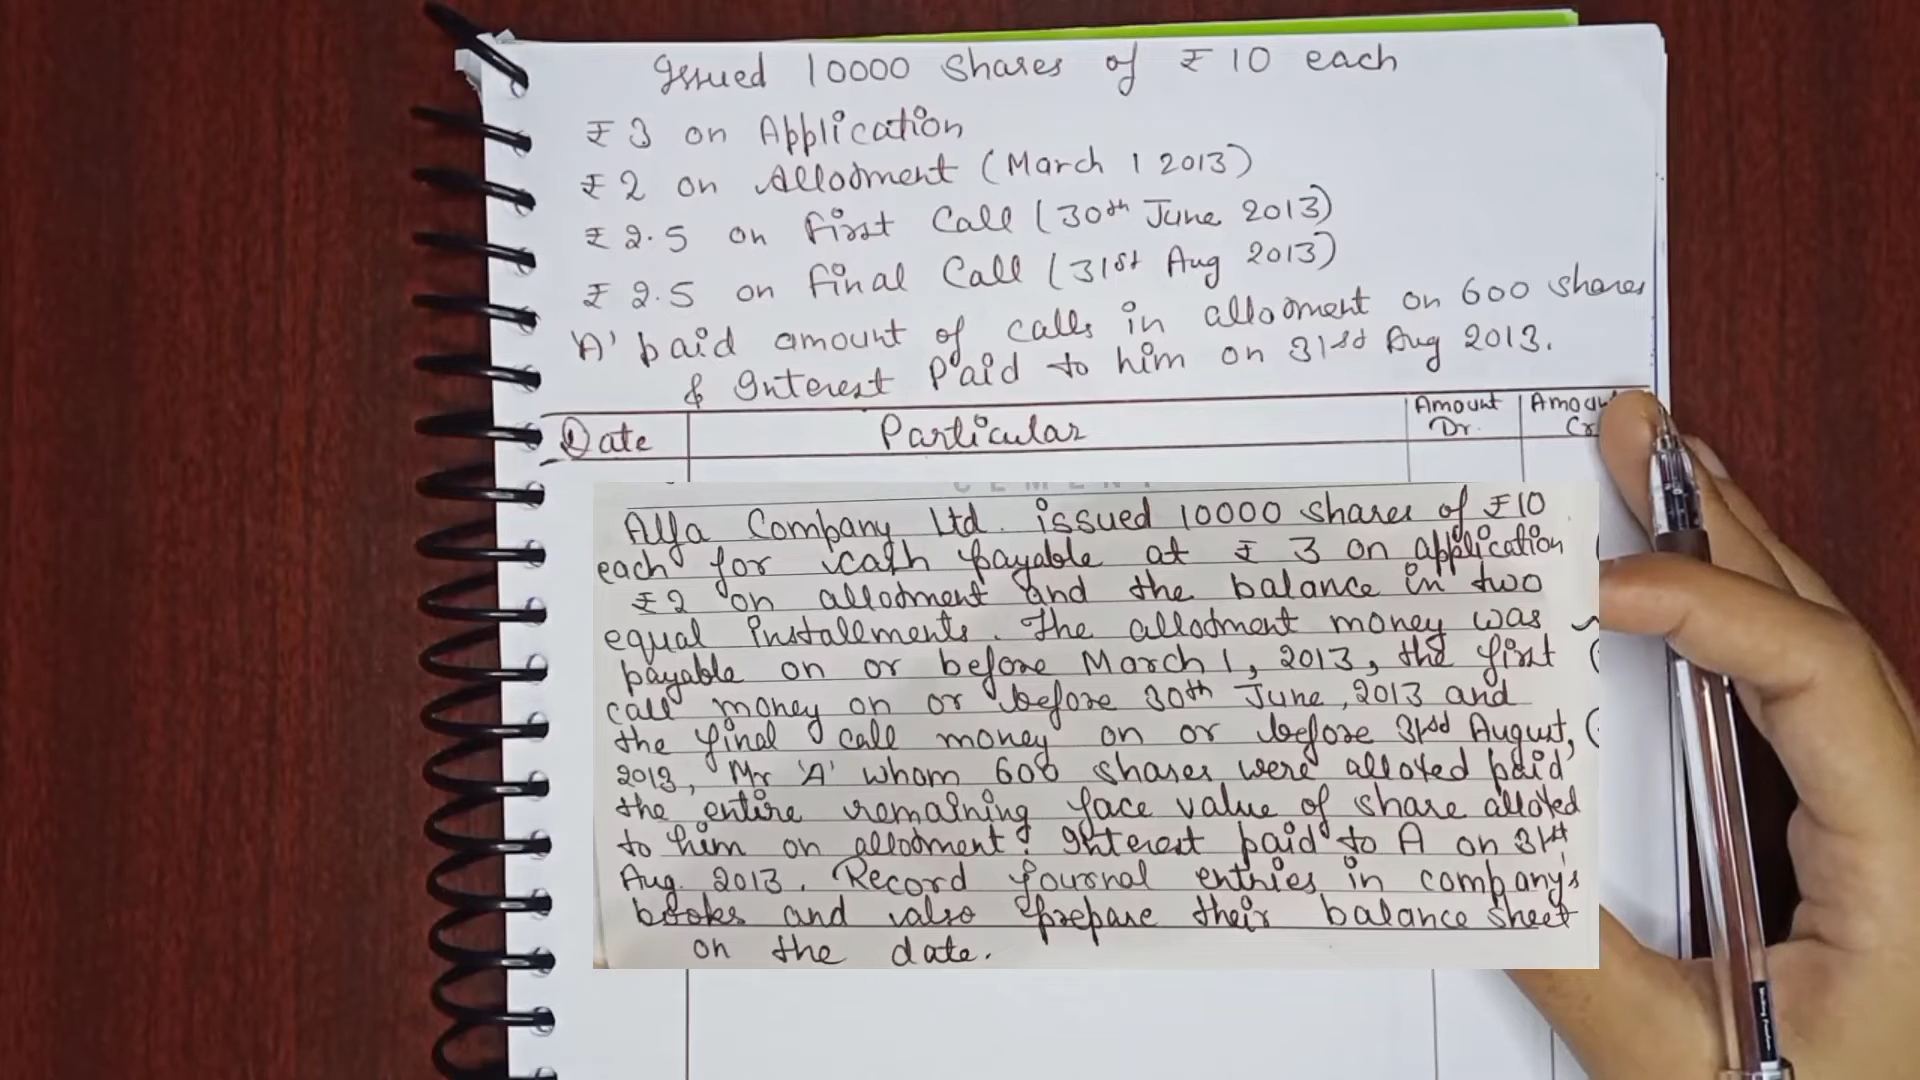 Issued 10000 shares of ₹ 10 each
₹ 3 on Application
₹ 2 on Allotment (March 1 2013)
₹ 2.5 on first Call (30th June 2013)
₹ 2.5 on final Call (31st Aug 2013)
'A' paid amount of calls in allotment on 600 shares
& Interest Paid to him on 31st Aug 2013.
Date Particular Amount Dr. Amount Cr
Alfa Company Ltd. issued 10000 shares of ₹10
each for cash payable at ₹ 3 on application
₹2 on allotment and the balance in two
equal installments. The allotment money was
payable on or before March 1, 2013, the first
call money on or before 30th June, 2013 and
the final call money on or before 31st August,
2013, Mr 'A' whom 600 shares were alloted paid
the entire remaining face value of share alloted
to him on allotment. Interest paid to A on 31st
Aug. 2013. Record journal entries in company's
books and also prepare their balance sheet
on the date.